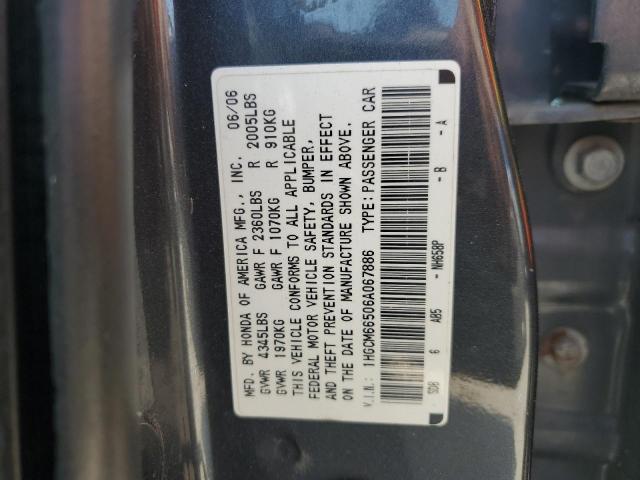 MFD. BY HONDA OF AMERICA MFG., INC. 06/06
GVWR 4345LBS GAWR F 2360LBS R 2005LBS
GVWR 1970KG GAWR F 1070KG R 910KG
THIS VEHICLE CONFORMS TO ALL APPLICABLE
FEDERAL MOTOR VEHICLE SAFETY, BUMPER,
AND THEFT PREVENTION STANDARDS IN EFFECT
ON THE DATE OF MANUFACTURE SHOWN ABOVE.
V.I.N.: 1HGCM66506A067886 TYPE: PASSENGER CAR
SDB 6 A05 - NH658P - B - A